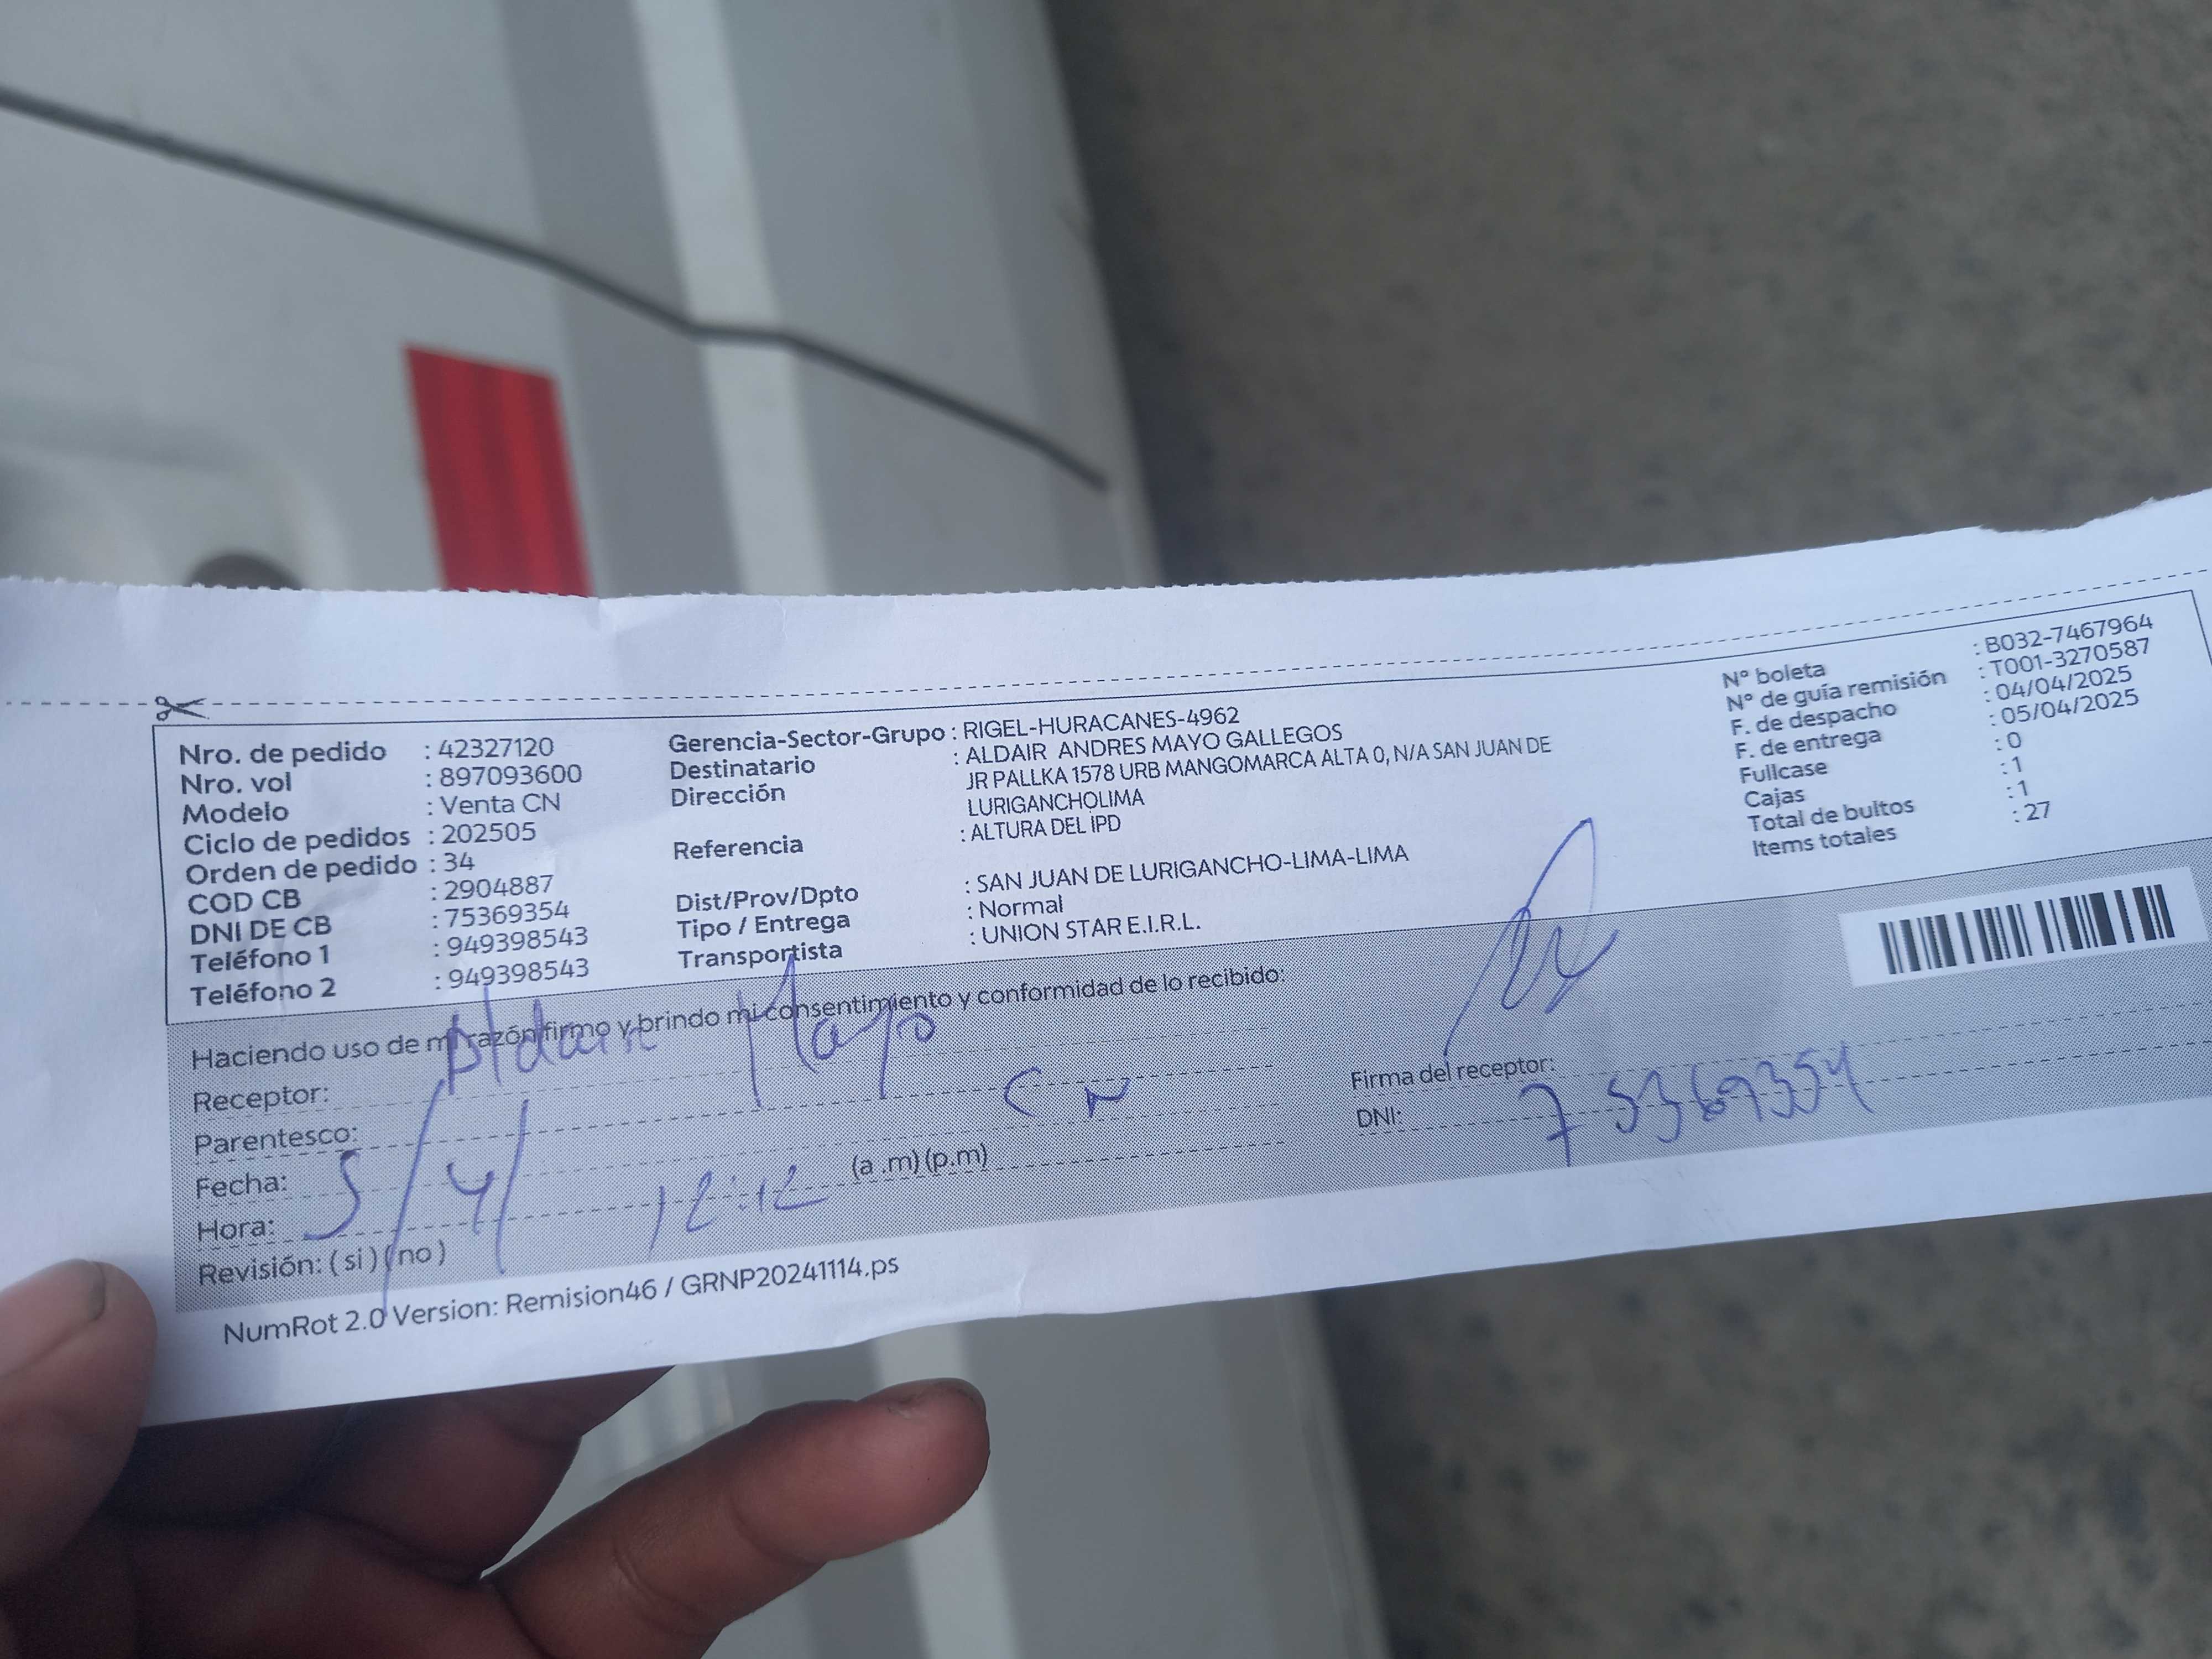 Nro. de pedido : 42327120
Nro. vol : 897093600
Modelo : Venta CN
Ciclo de pedidos : 202505
Orden de pedido : 34
COD CB : 2904887
DNI DE CB : 75369354
Teléfono 1 : 949398543
Teléfono 2 : 949398543
Gerencia-Sector-Grupo : RIGEL-HURACANES-4962
Destinatario : ALDAIR ANDRES MAYO GALLEGOS
Dirección JR PALLKA 1578 URB MANGOMARCA ALTA 0, N/A SAN JUAN DE
LURIGANCHOLIMA
Referencia : ALTURA DEL IPD
Dist/Prov/Dpto : SAN JUAN DE LURIGANCHO-LIMA-LIMA
Tipo / Entrega : Normal
Transportista : UNION STAR E.I.R.L.
N° boleta : B032-7467964
N° de guía remisión : T001-3270587
F. de despacho : 04/04/2025
F. de entrega : 05/04/2025
Fullcase : 0
Cajas : 1
Total de bultos : 1
Items totales : 27
Haciendo uso de mi razón firmo y brindo mi consentimiento y conformidad de lo recibido:
Receptor: Aldair Mayo
Parentesco: CN
Fecha: 5/4/
Hora: 12:12 (a .m) (p.m)
Revisión: ( si ) ( no )
Firma del receptor:
DNI: 75369354
NumRot 2.0 Version: Remision46 / GRNP20241114.ps